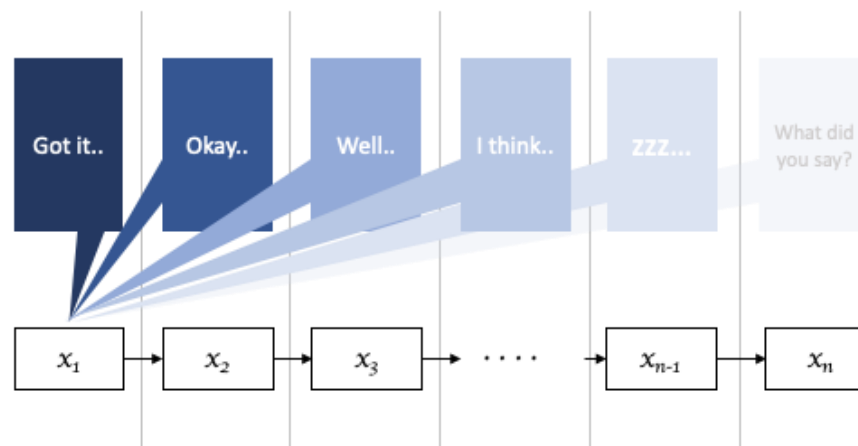 Got it..
Okay..
Well..
I think..
zzz...
What did
you say?
x₁
x₂
x₃
....
xₙ₋₁
xₙ